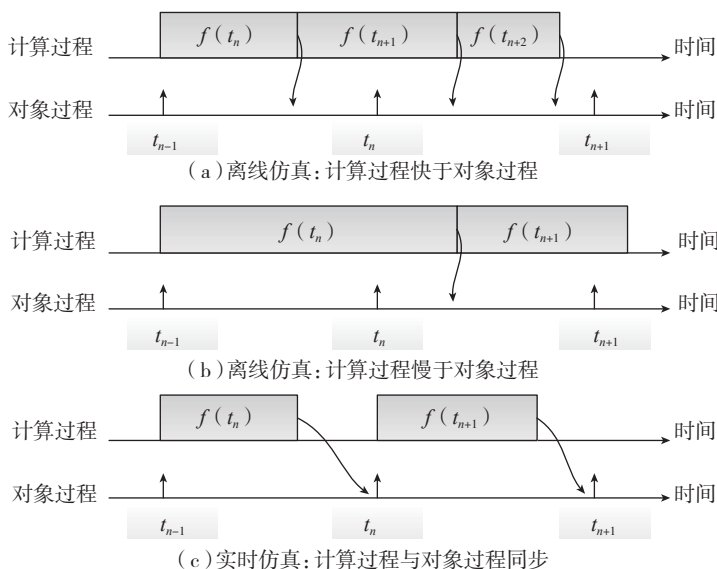 f(tₙ) f(tₙ₊₁) f(tₙ₊₂)
计算过程 时间
对象过程 时间
tₙ₋₁ tₙ tₙ₊₁
(a)离线仿真:计算过程快于对象过程
f(tₙ) f(tₙ₊₁)
计算过程 时间
对象过程 时间
tₙ₋₁ tₙ tₙ₊₁
(b)离线仿真:计算过程慢于对象过程
f(tₙ) f(tₙ₊₁)
计算过程 时间
对象过程 时间
tₙ₋₁ tₙ tₙ₊₁
(c)实时仿真:计算过程与对象过程同步